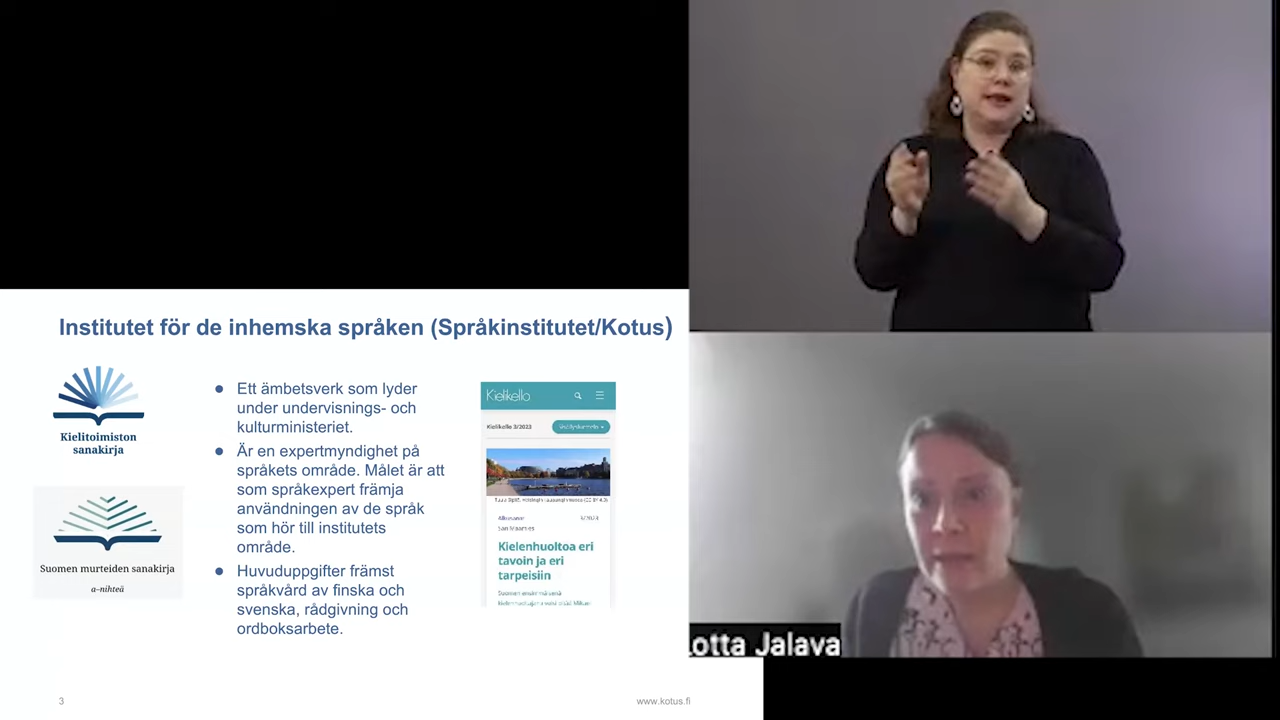 Institutet för de inhemska språken (Språkinstitutet/Kotus)
Kielitoimiston
sanakirja
Suomen murteiden sanakirja
a–nihteä
● Ett ämbetsverk som lyder
under undervisnings- och
kulturministeriet.
● Är en expertmyndighet på
språkets område. Målet är att
som språkexpert främja
användningen av de språk
som hör till institutets
område.
● Huvuduppgifter främst
språkvård av finska och
svenska, rådgivning och
ordboksarbete.
Kielikello
Kielikello 3/2023
3/2023
Kielenhuoltoa eri
tavoin ja eri
tarpeisiin
3
www.kotus.fi
Lotta Jalava